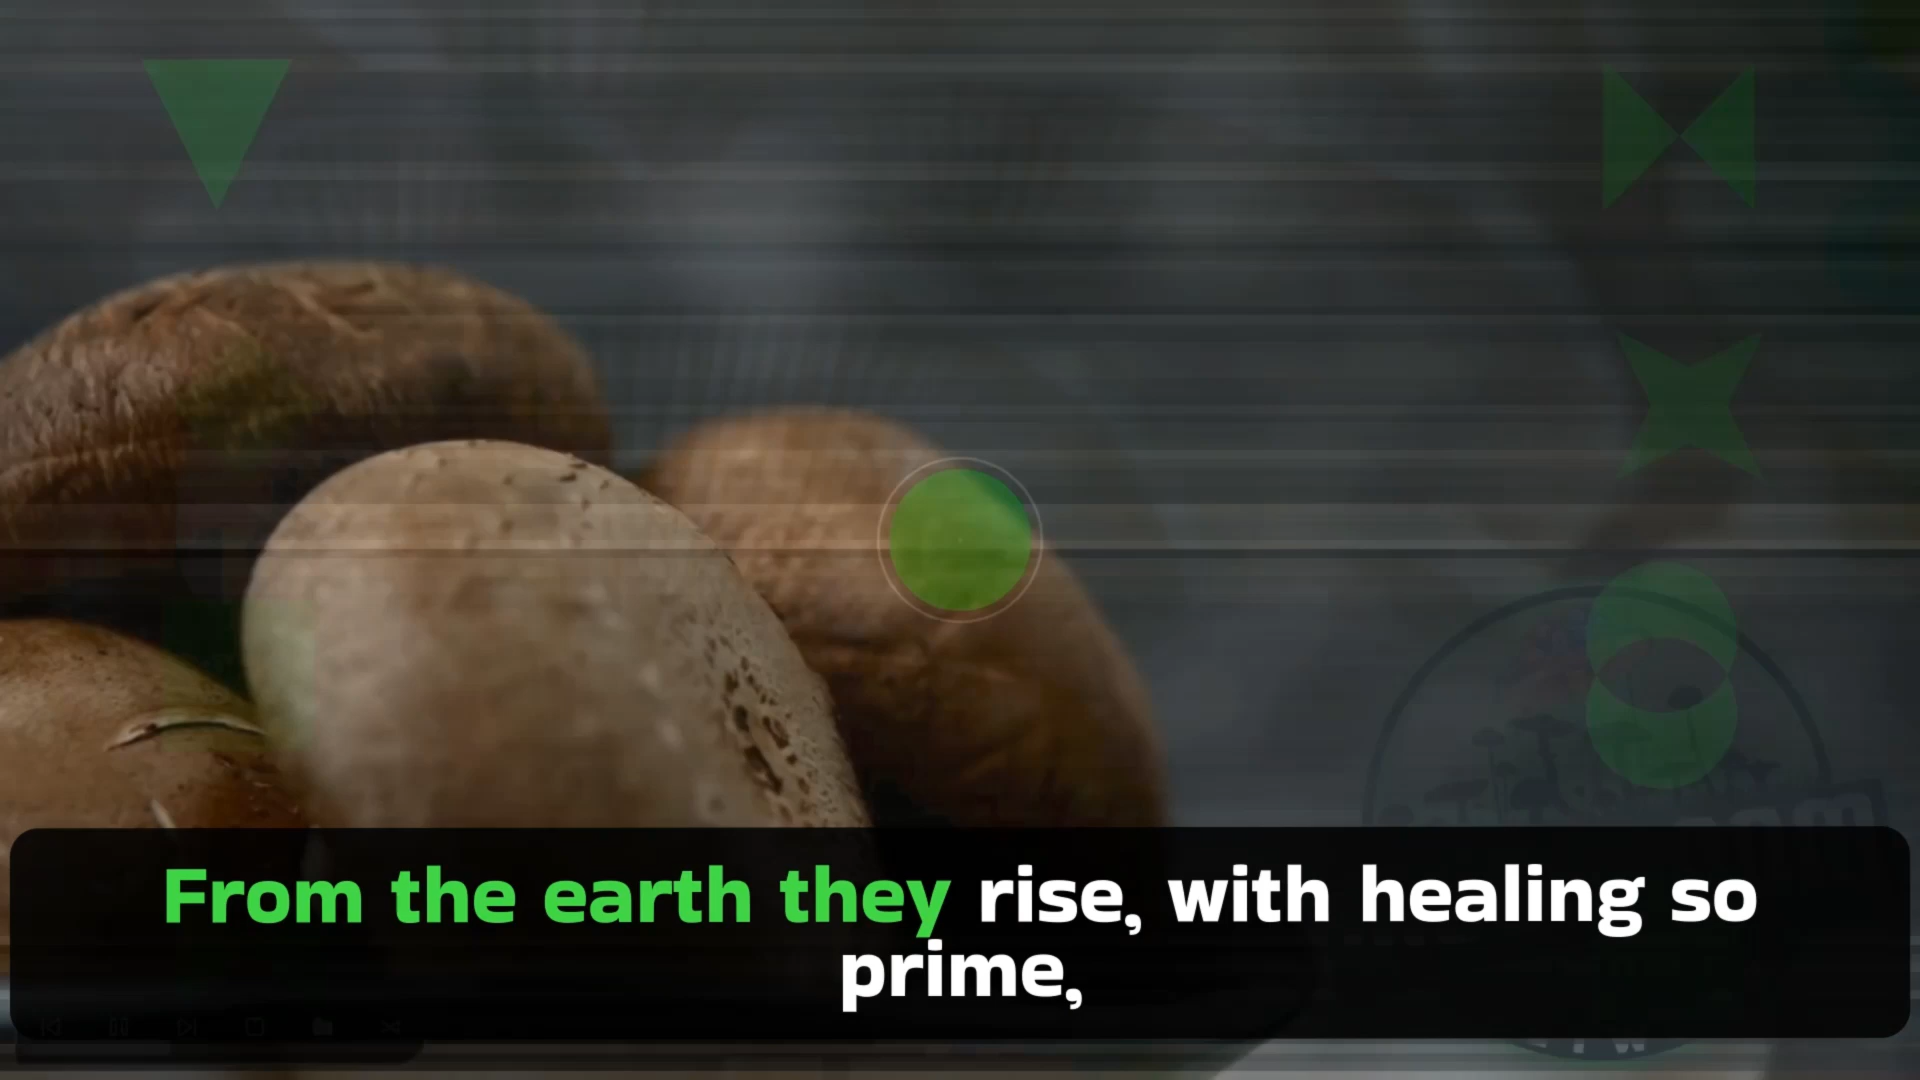 From the earth they rise, with healing so
prime,